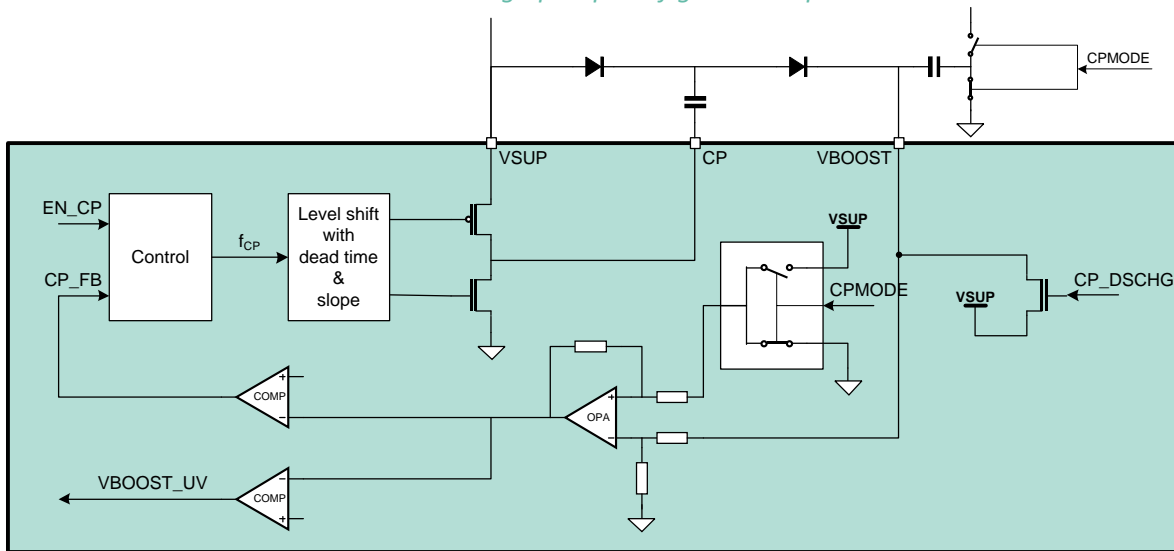 CPMODE
VSUP
CP
VBOOST
EN_CP
CP_FB
Control
fCP
Level shift
with
dead time
&
slope
VSUP
CPMODE
VSUP
CP_DSCHG
+
COMP
−
+
OPA
−
VBOOST_UV
−
COMP
+